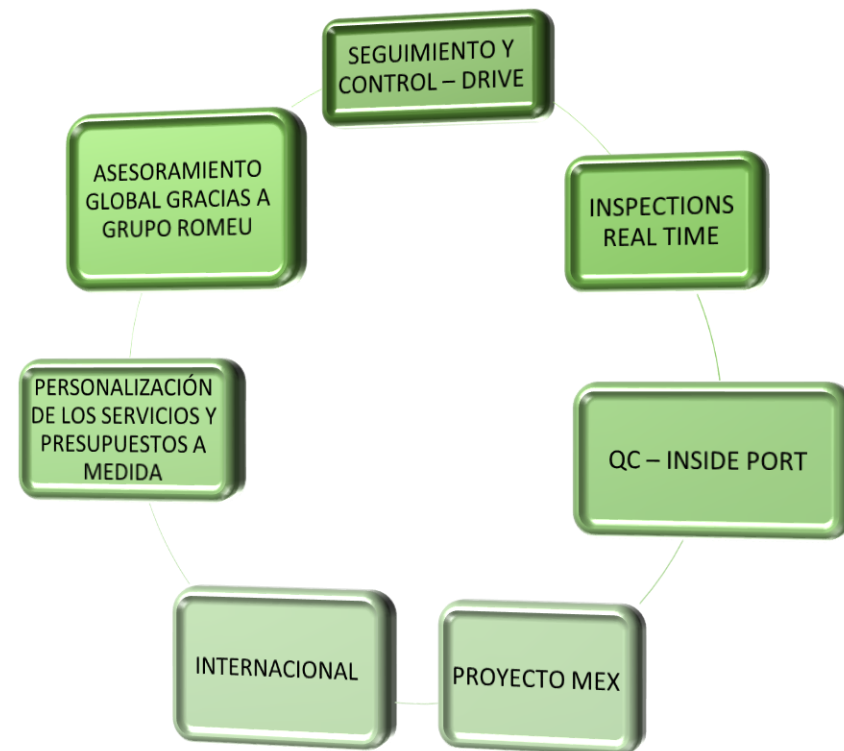 SEGUIMIENTO Y
CONTROL – DRIVE
INSPECTIONS
REAL TIME
QC – INSIDE PORT
PROYECTO MEX
INTERNACIONAL
PERSONALIZACIÓN
DE LOS SERVICIOS Y
PRESUPUESTOS A
MEDIDA
ASESORAMIENTO
GLOBAL GRACIAS A
GRUPO ROMEU